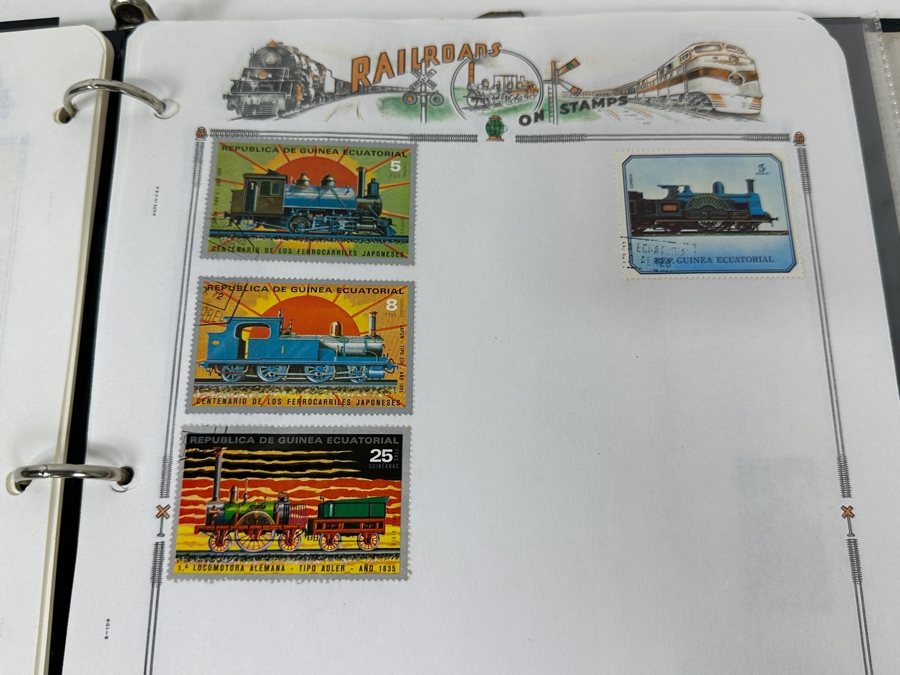 RAILROADS
ON STAMPS
REPUBLICA DE GUINEA ECUATORIAL
5
PTAS
CENTENARIO DE LOS FERROCARRILES JAPONESES
5
REP. GUINEA ECUATORIAL
REPUBLICA DE GUINEA ECUATORIAL
8
PTAS
CENTENARIO DE LOS FERROCARRILES JAPONESES
REPUBLICA DE GUINEA ECUATORIAL
25
GUINEANAS
1.ª LOCOMOTORA ALEMANA - TIPO ADLER - AÑO 1835